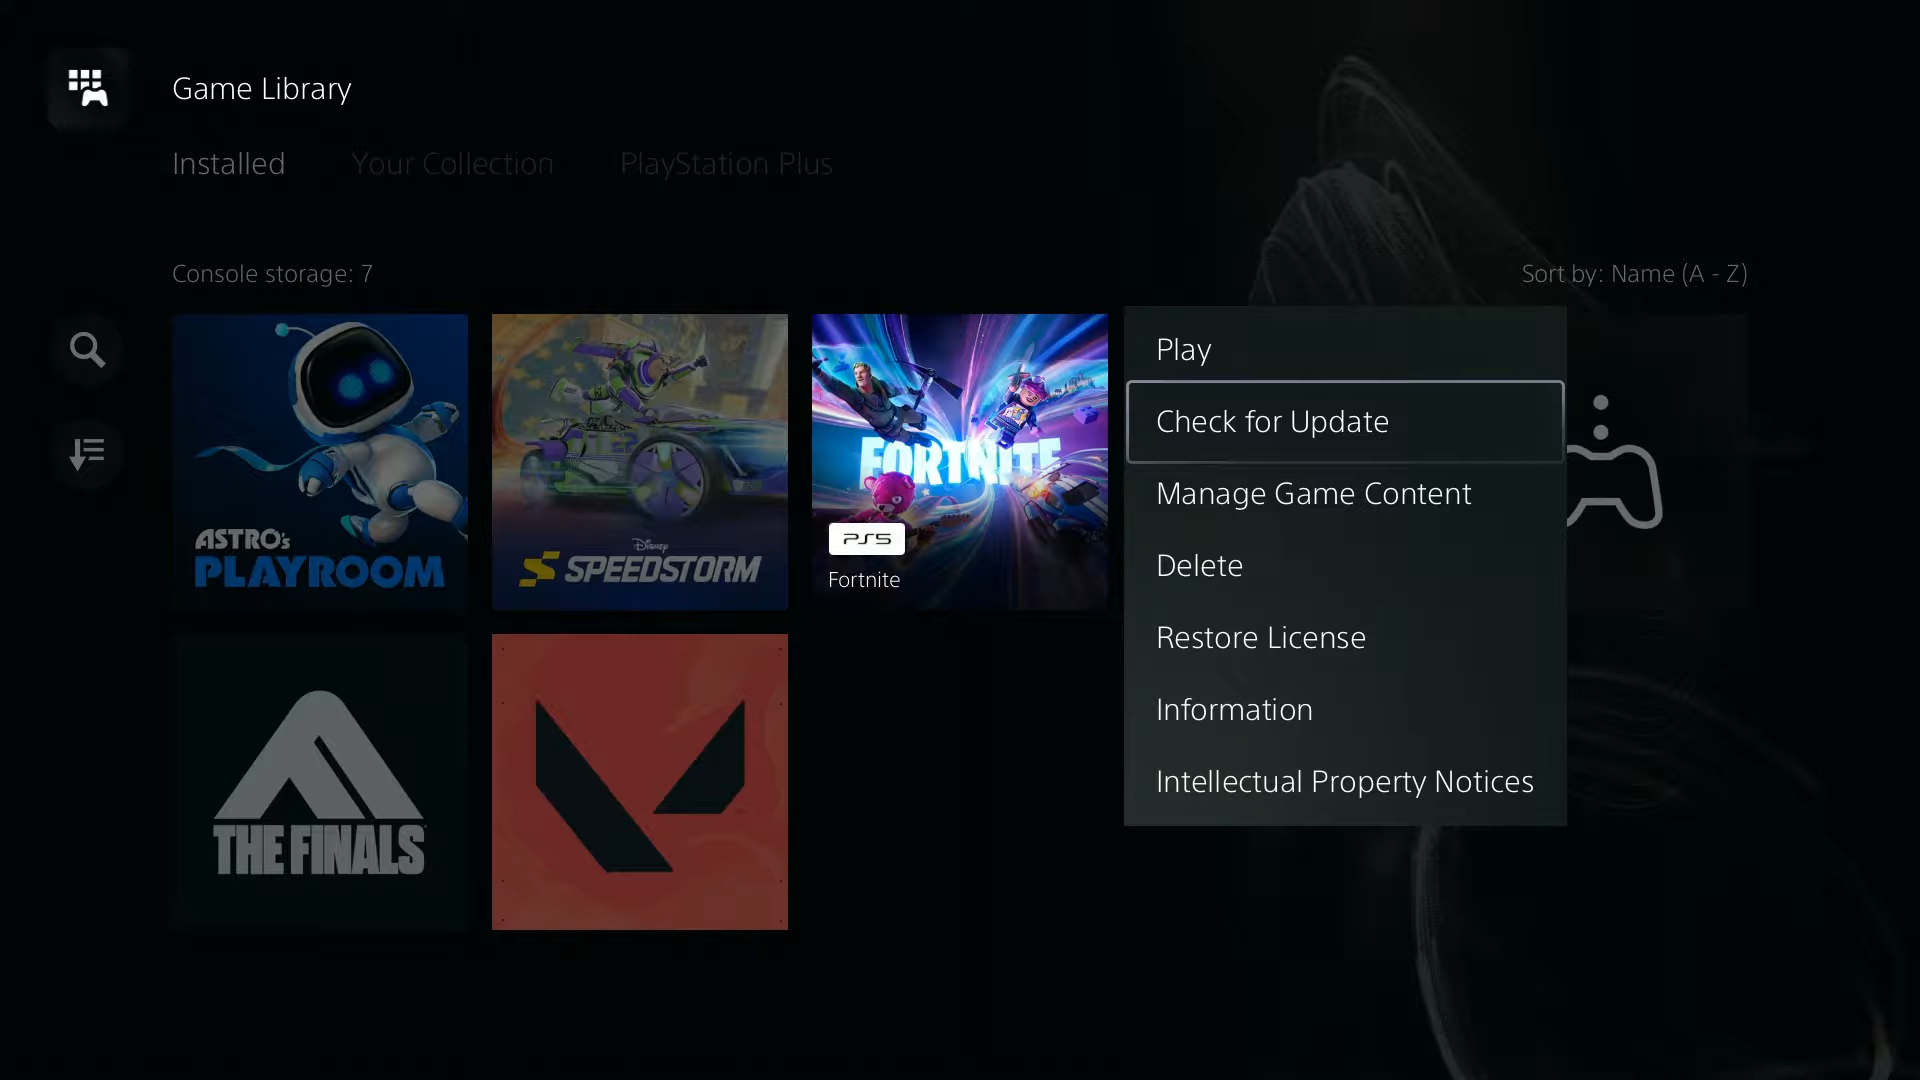 Game Library
Installed
Your Collection
PlayStation Plus
Console storage: 7
Sort by: Name (A - Z)
ASTRO's
PLAYROOM
Disney
SPEEDSTORM
FORTNITE
PS5
Fortnite
Play
Check for Update
Manage Game Content
Delete
Restore License
Information
Intellectual Property Notices
THE FINALS